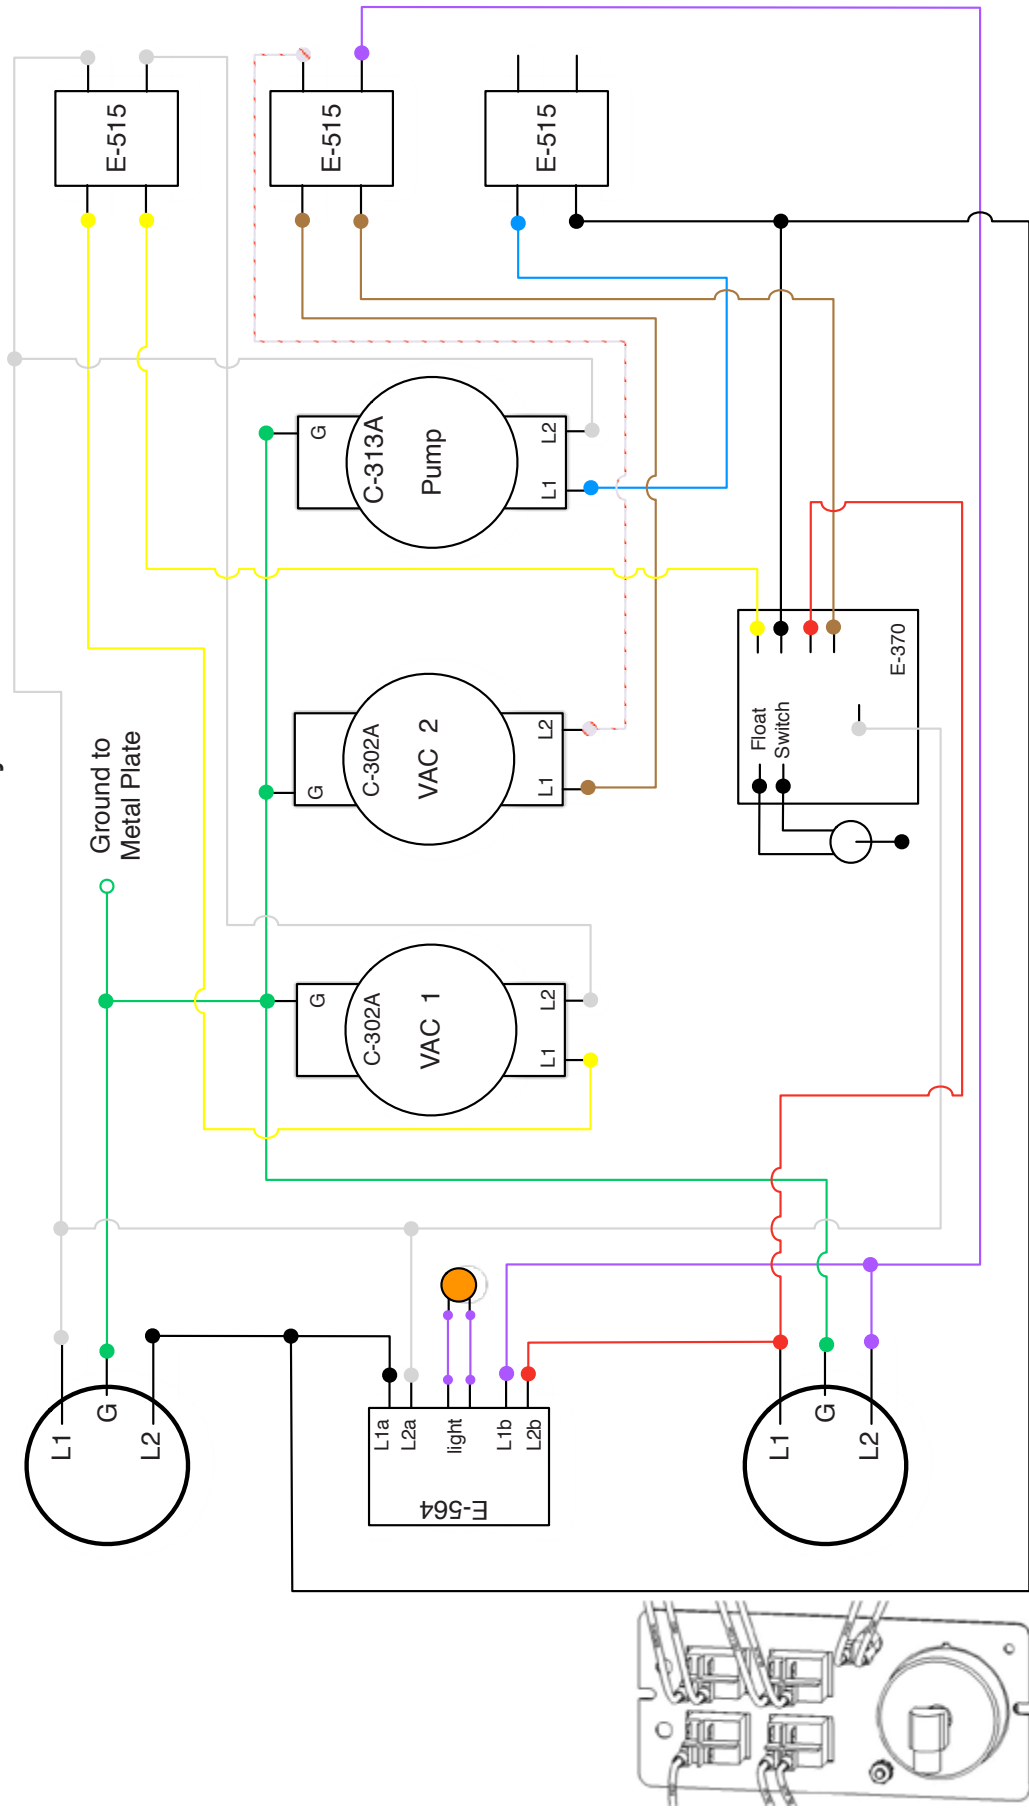 E-515
E-515
E-515
G
C-313A
Pump
L1
L2
G
C-302A
VAC 2
L1
L2
Ground to
Metal Plate
G
C-302A
VAC 1
L1
L2
E-370
Float
Switch
L1
G
L2
L1a
L2a
light
L1b
L2b
E-564
L1
G
L2